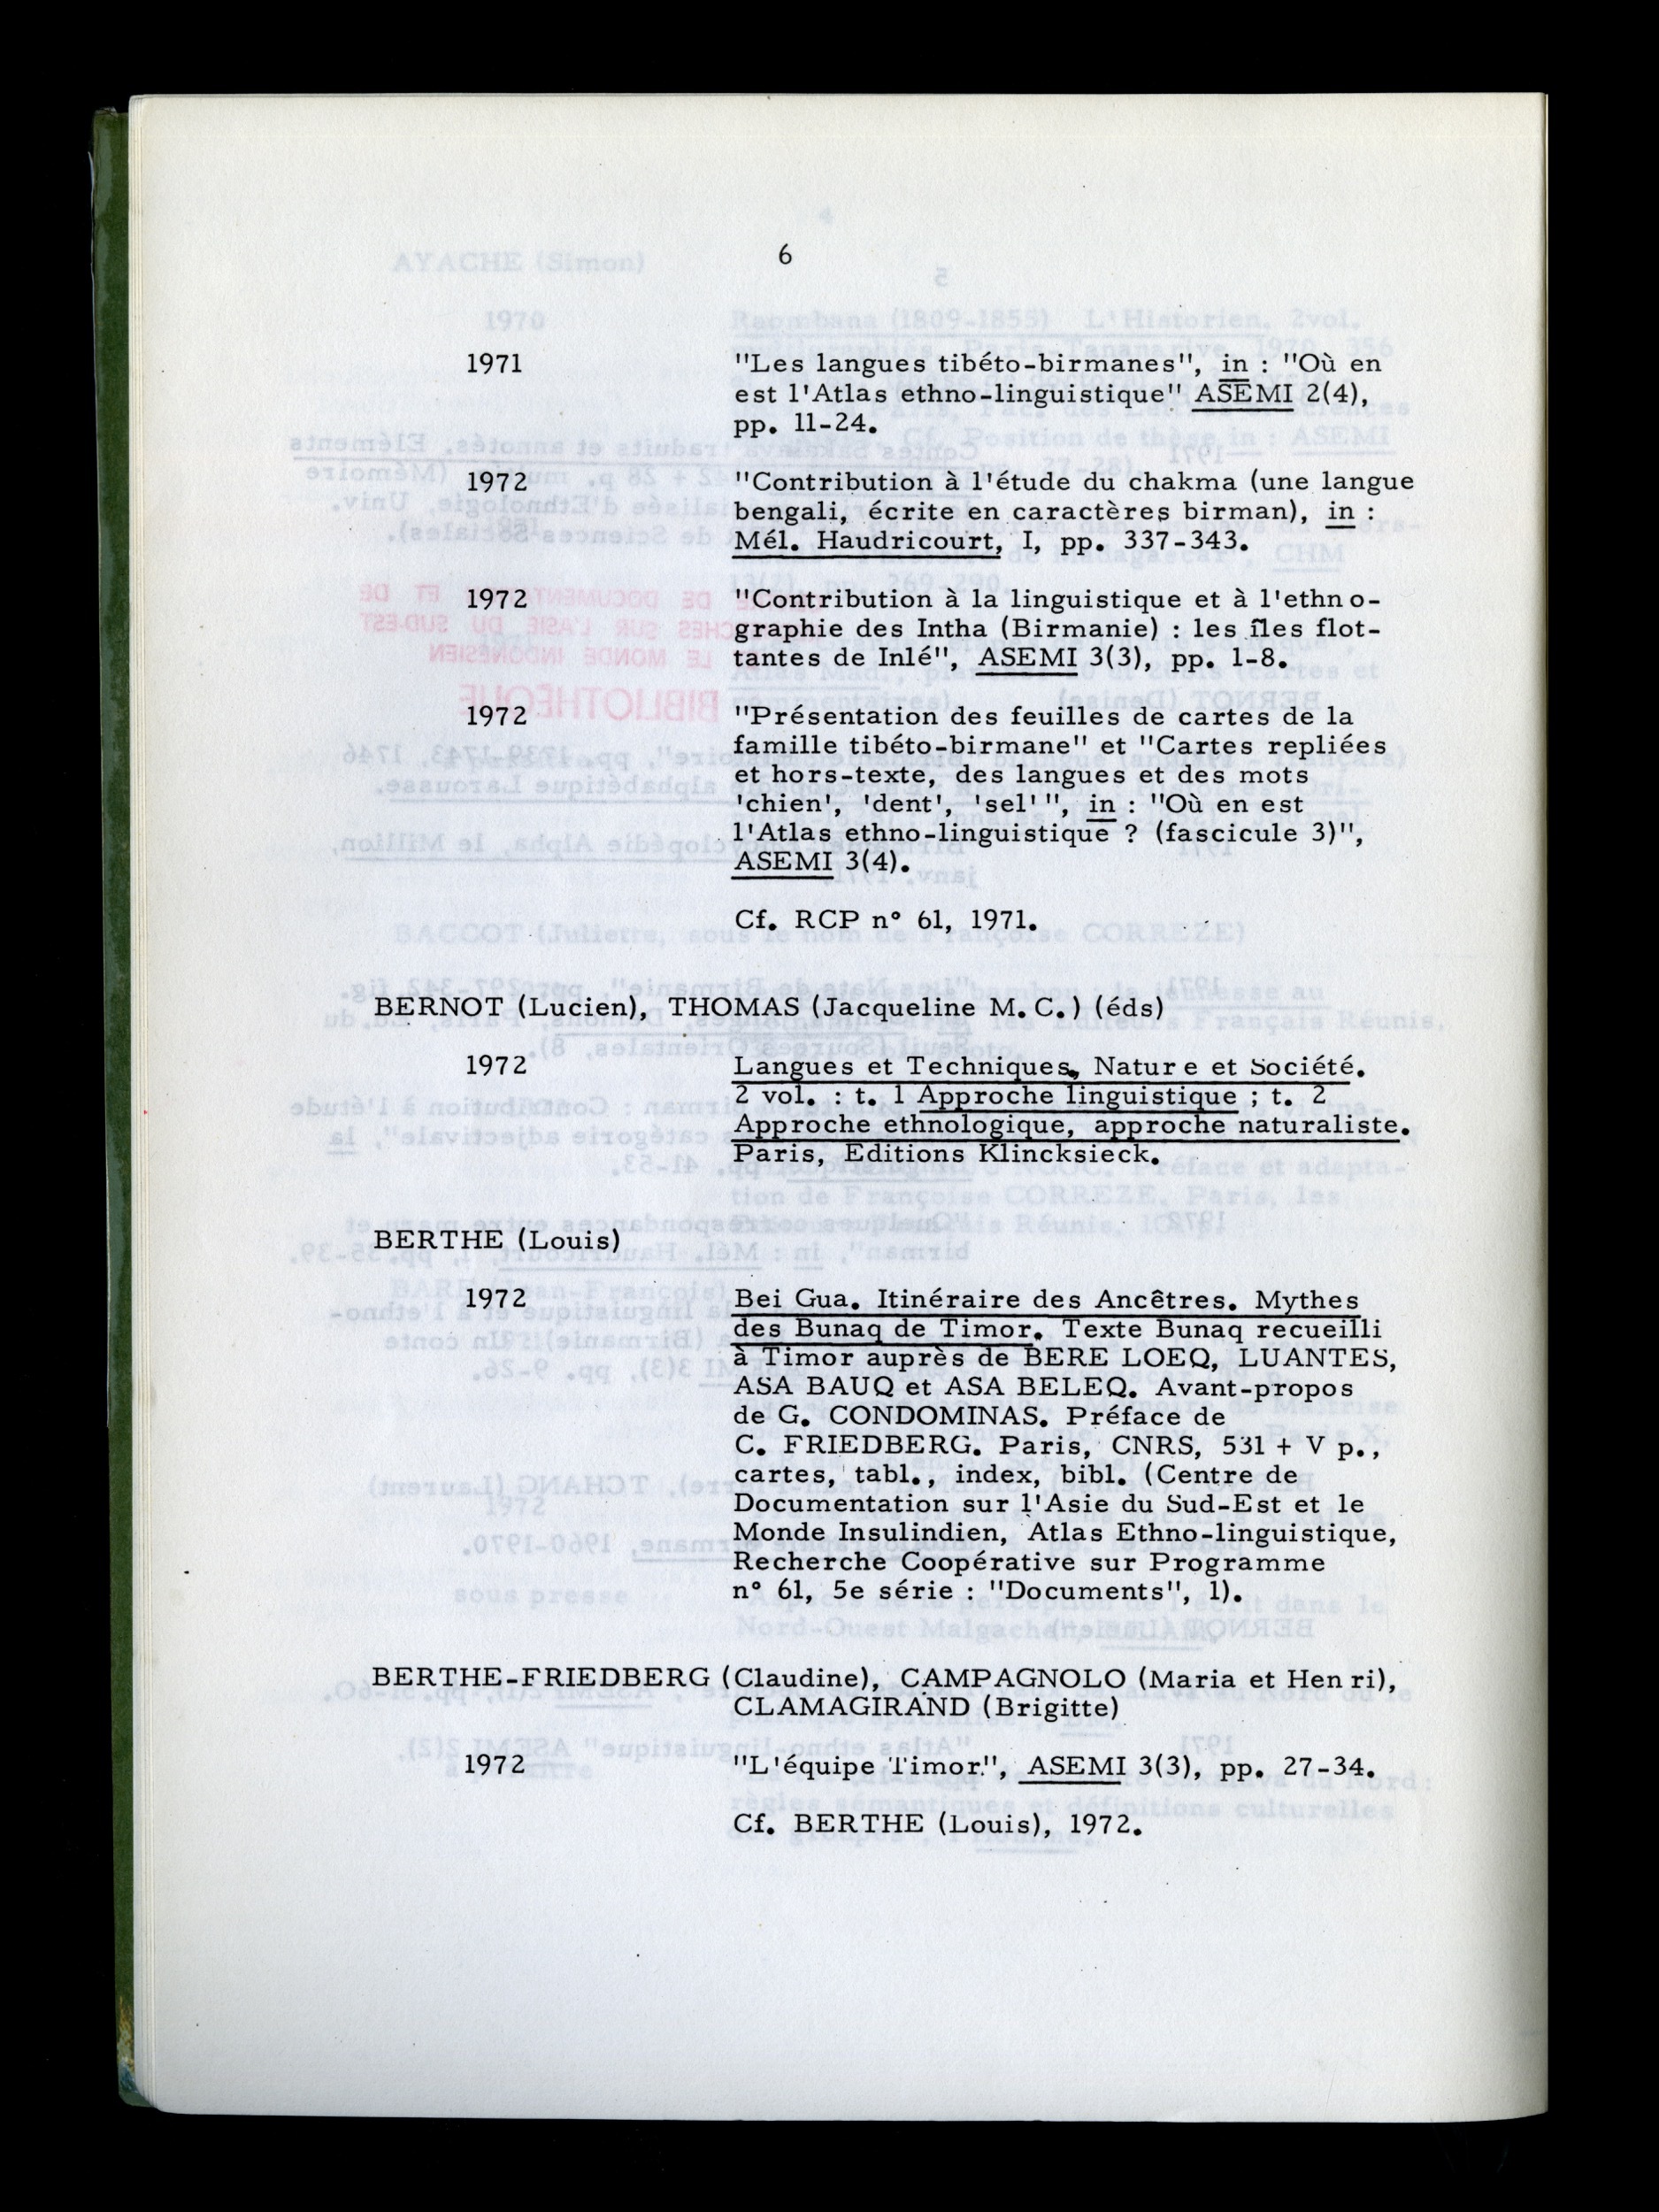 6
1971 "Les langues tibéto-birmanes", in : "Où en
est l'Atlas ethno-linguistique" ASEMI 2(4),
pp. 11-24.
1972 "Contribution à l'étude du chakma (une langue
bengali, écrite en caractères birman), in :
Mél. Haudricourt, I, pp. 337-343.
1972 "Contribution à la linguistique et à l'ethno-
graphie des Intha (Birmanie) : les îles flot-
tantes de Inlé", ASEMI 3(3), pp. 1-8.
1972 "Présentation des feuilles de cartes de la
famille tibéto-birmane" et "Cartes repliées
et hors-texte, des langues et des mots
'chien', 'dent', 'sel' ", in : "Où en est
l'Atlas ethno-linguistique ? (fascicule 3)",
ASEMI 3(4).
Cf. RCP n° 61, 1971.
BERNOT (Lucien), THOMAS (Jacqueline M. C.) (éds)
1972 Langues et Techniques, Nature et Société.
2 vol. : t. 1 Approche linguistique ; t. 2
Approche ethnologique, approche naturaliste.
Paris, Editions Klincksieck.
BERTHE (Louis)
1972 Bei Gua. Itinéraire des Ancêtres. Mythes
des Bunaq de Timor. Texte Bunaq recueilli
à Timor auprès de BERE LOEQ, LUANTES,
ASA BAUQ et ASA BELEQ. Avant-propos
de G. CONDOMINAS. Préface de
C. FRIEDBERG. Paris, CNRS, 531 + V p.,
cartes, tabl., index, bibl. (Centre de
Documentation sur l'Asie du Sud-Est et le
Monde Insulindien, Atlas Ethno-linguistique,
Recherche Coopérative sur Programme
n° 61, 5e série : "Documents", 1).
BERTHE-FRIEDBERG (Claudine), CAMPAGNOLO (Maria et Henri),
CLAMAGIRAND (Brigitte)
1972 "L'équipe Timor.", ASEMI 3(3), pp. 27-34.
Cf. BERTHE (Louis), 1972.